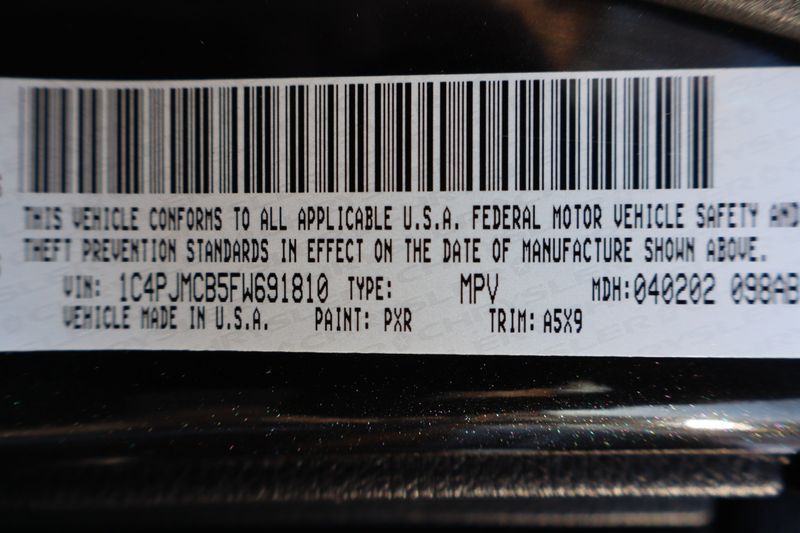 THIS VEHICLE CONFORMS TO ALL APPLICABLE U.S.A. FEDERAL MOTOR VEHICLE SAFETY AND
THEFT PREVENTION STANDARDS IN EFFECT ON THE DATE OF MANUFACTURE SHOWN ABOVE.
VIN: 1C4PJMCB5FW691810 TYPE: MPV MDH:040202 098AB
VEHICLE MADE IN U.S.A. PAINT: PXR TRIM: A5X9